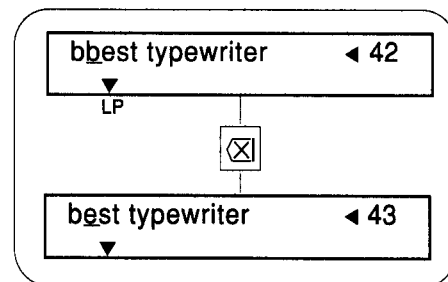 bbest typewriter ◄ 42
LP
best typewriter ◄ 43